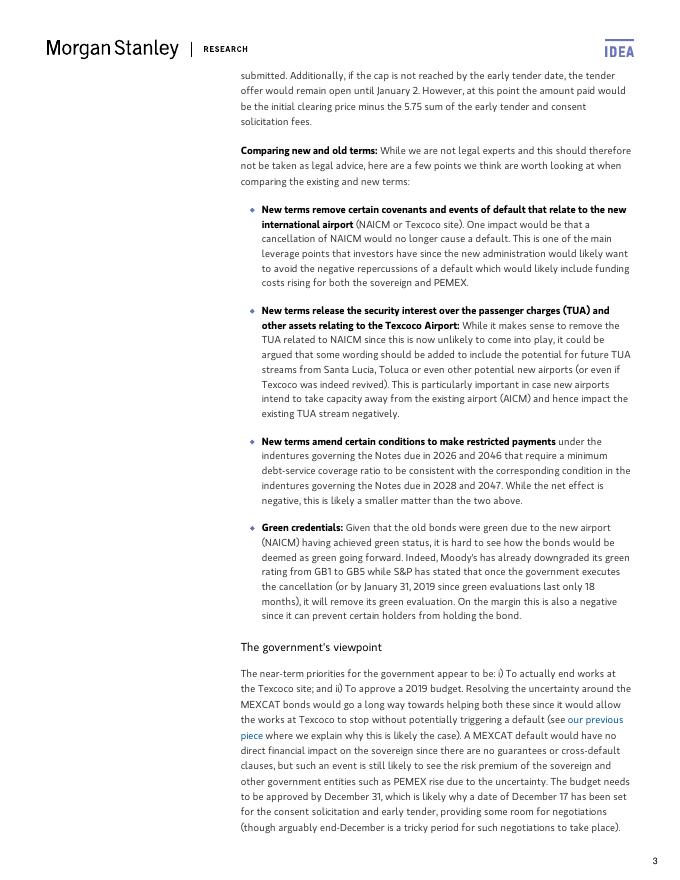 Morgan Stanley | RESEARCH
IDEA
submitted. Additionally, if the cap is not reached by the early tender date, the tender
offer would remain open until January 2. However, at this point the amount paid would
be the initial clearing price minus the 5.75 sum of the early tender and consent
solicitation fees.
Comparing new and old terms: While we are not legal experts and this should therefore
not be taken as legal advice, here are a few points we think are worth looking at when
comparing the existing and new terms:
New terms remove certain covenants and events of default that relate to the new
international airport (NAICM or Texcoco site). One impact would be that a
cancellation of NAICM would no longer cause a default. This is one of the main
leverage points that investors have since the new administration would likely want
to avoid the negative repercussions of a default which would likely include funding
costs rising for both the sovereign and PEMEX.
New terms release the security interest over the passenger charges (TUA) and
other assets relating to the Texcoco Airport: While it makes sense to remove the
TUA related to NAICM since this is now unlikely to come into play, it could be
argued that some wording should be added to include the potential for future TUA
streams from Santa Lucia, Toluca or even other potential new airports (or even if
Texcoco was indeed revived). This is particularly important in case new airports
intend to take capacity away from the existing airport (AICM) and hence impact the
existing TUA stream negatively.
New terms amend certain conditions to make restricted payments under the
indentures governing the Notes due in 2026 and 2046 that require a minimum
debt-service coverage ratio to be consistent with the corresponding condition in the
indentures governing the Notes due in 2028 and 2047. While the net effect is
negative, this is likely a smaller matter than the two above.
Green credentials: Given that the old bonds were green due to the new airport
(NAICM) having achieved green status, it is hard to see how the bonds would be
deemed as green going forward. Indeed, Moody's has already downgraded its green
rating from GB1 to GB5 while S&P has stated that once the government executes
the cancellation (or by January 31, 2019 since green evaluations last only 18
months), it will remove its green evaluation. On the margin this is also a negative
since it can prevent certain holders from holding the bond.
The government's viewpoint
The near-term priorities for the government appear to be: i) To actually end works at
the Texcoco site; and ii) To approve a 2019 budget. Resolving the uncertainty around the
MEXCAT bonds would go a long way towards helping both these since it would allow
the works at Texcoco to stop without potentially triggering a default (see our previous
piece where we explain why this is likely the case). A MEXCAT default would have no
direct financial impact on the sovereign since there are no guarantees or cross-default
clauses, but such an event is still likely to see the risk premium of the sovereign and
other government entities such as PEMEX rise due to the uncertainty. The budget needs
to be approved by December 31, which is likely why a date of December 17 has been set
for the consent solicitation and early tender, providing some room for negotiations
(though arguably end-December is a tricky period for such negotiations to take place).
3